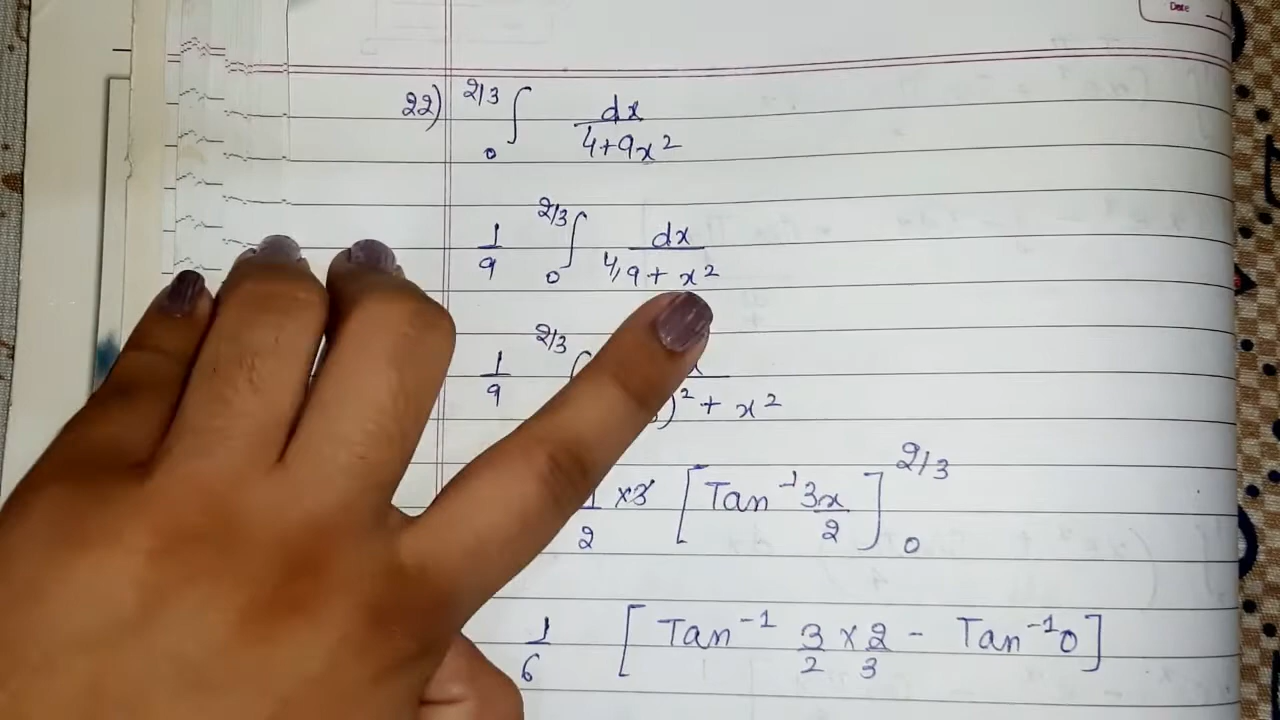 Date
22) 2/3 ∫ 0 dx / 4+9x²
1/9 2/3 ∫ 0 dx / 4/9 + x²
1/9 2/3 ∫ )² + x²
1/2 ×3 [Tan⁻¹ 3x/2] 2/3 0
1/6 [Tan⁻¹ 3/2 × 2/3 - Tan⁻¹0]